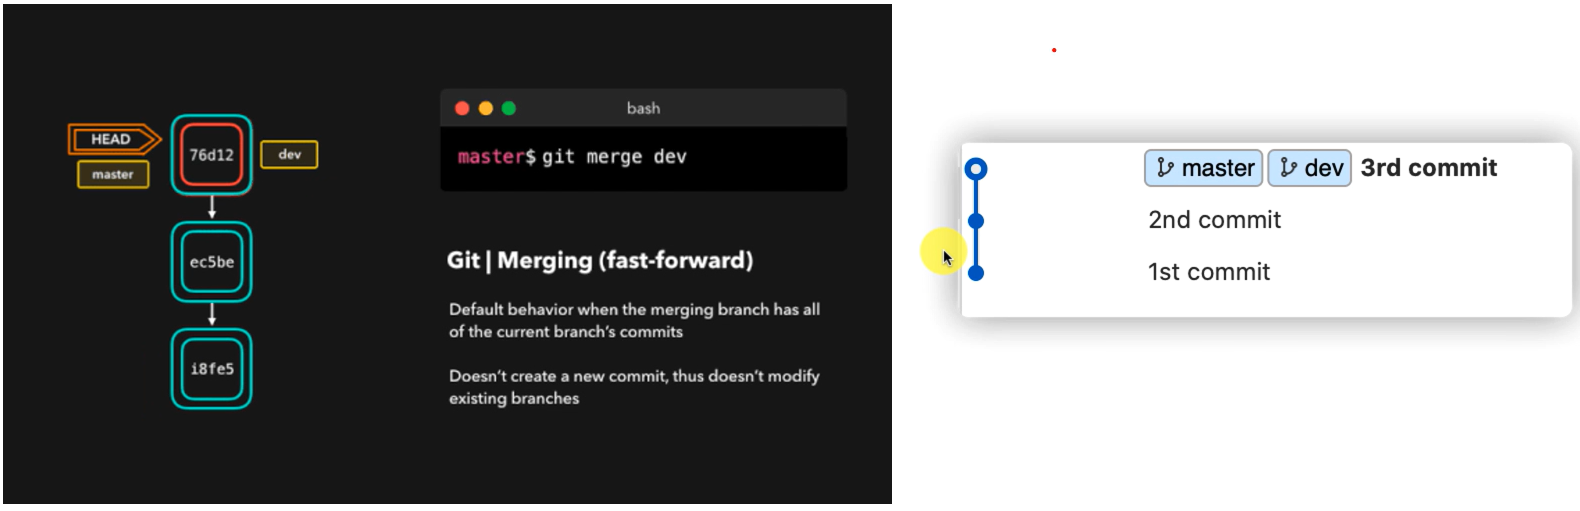 HEAD
master
76d12
dev
ec5be
i8fe5
bash
master$ git merge dev
Git | Merging (fast-forward)
Default behavior when the merging branch has all
of the current branch's commits
Doesn't create a new commit, thus doesn't modify
existing branches
master dev 3rd commit
2nd commit
1st commit